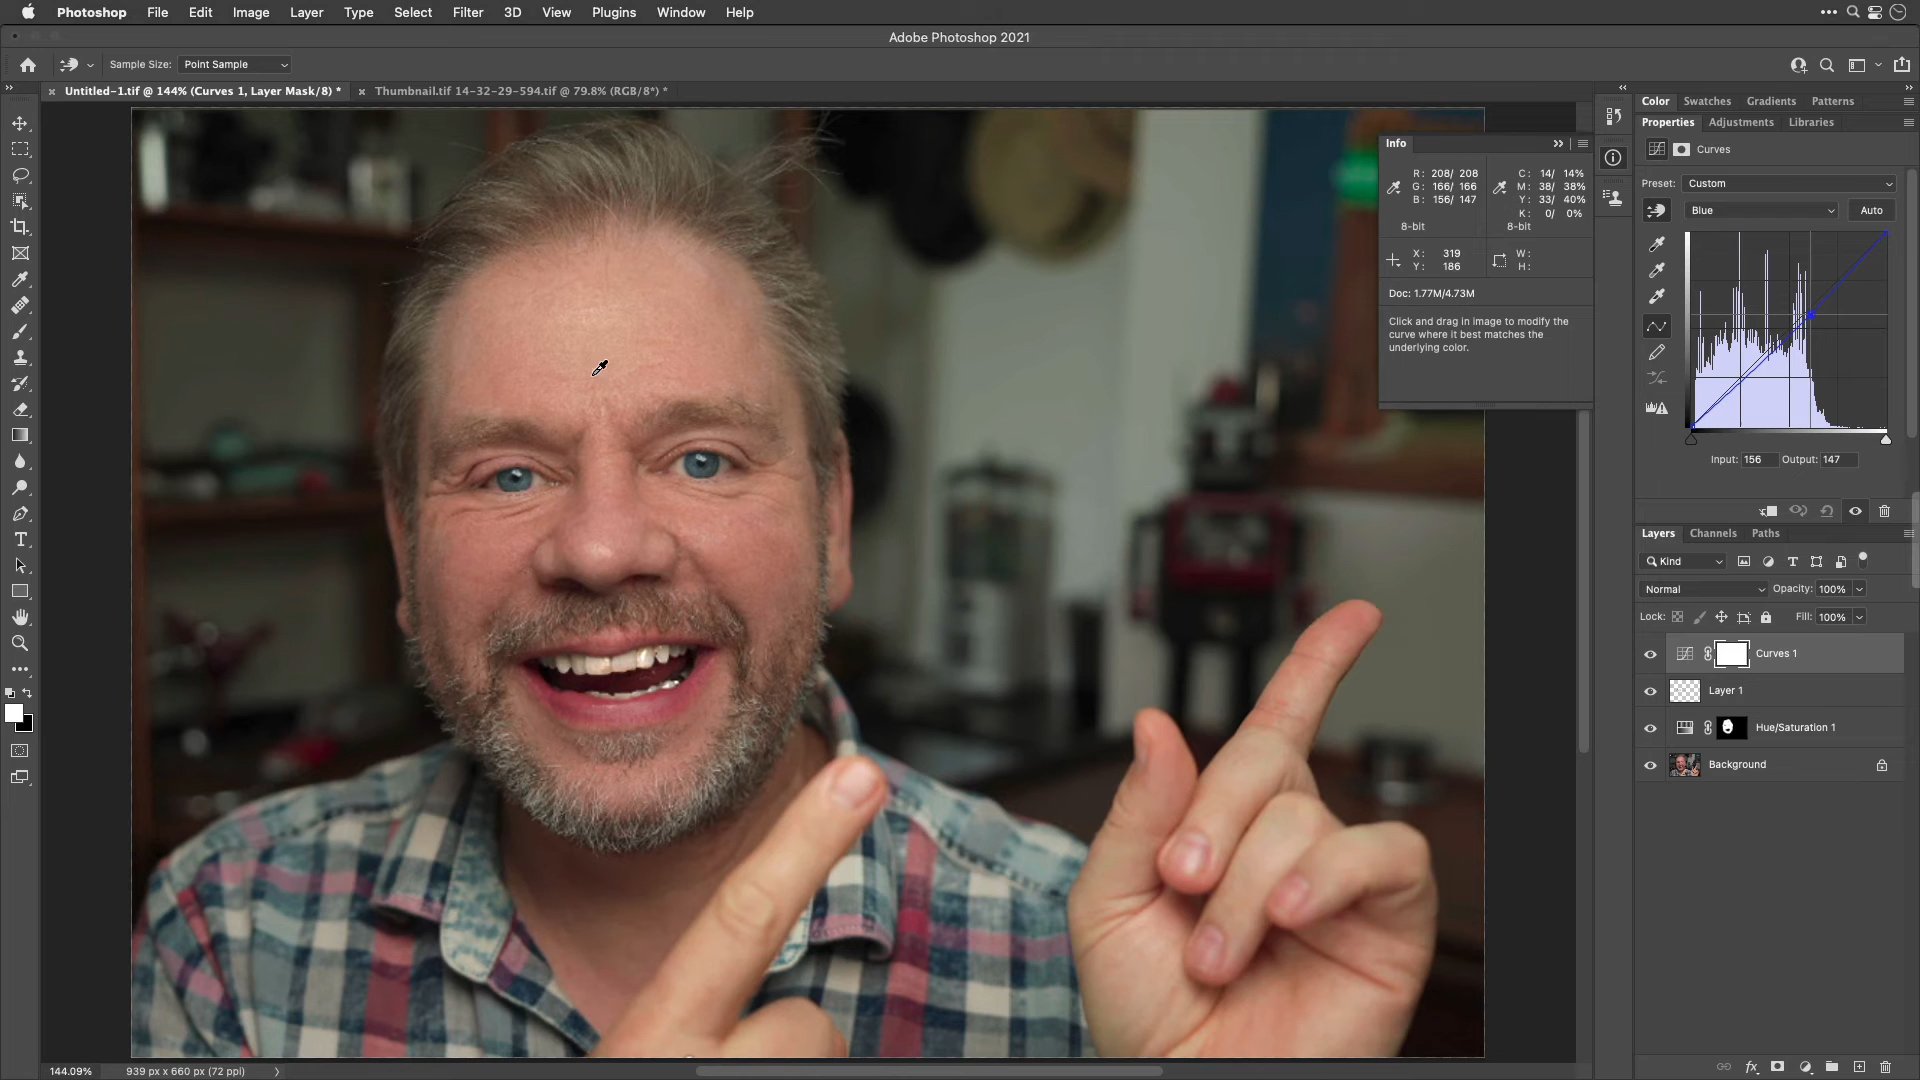 Photoshop File Edit Image Layer Type Select Filter 3D View Plugins Window Help
Adobe Photoshop 2021
Sample Size: Point Sample
Untitled-1.tif @ 144% (Curves 1, Layer Mask/8) * Thumbnail.tif 14-32-29-594.tif @ 79.8% (RGB/8*) *
Info
R: 208/ 208 C: 14/ 14%
G: 166/ 166 M: 38/ 38%
B: 156/ 147 Y: 33/ 40%
K: 0/ 0%
8-bit 8-bit
X: 319 W:
Y: 186 H:
Doc: 1.77M/4.73M
Click and drag in image to modify the
curve where it best matches the
underlying color.
Color Swatches Gradients Patterns
Properties Adjustments Libraries
Curves
Preset: Custom
Blue Auto
Input: 156 Output: 147
Layers Channels Paths
Kind
Normal Opacity: 100%
Lock: Fill: 100%
Curves 1
Layer 1
Hue/Saturation 1
Background
144.09% 939 px x 660 px (72 ppi)